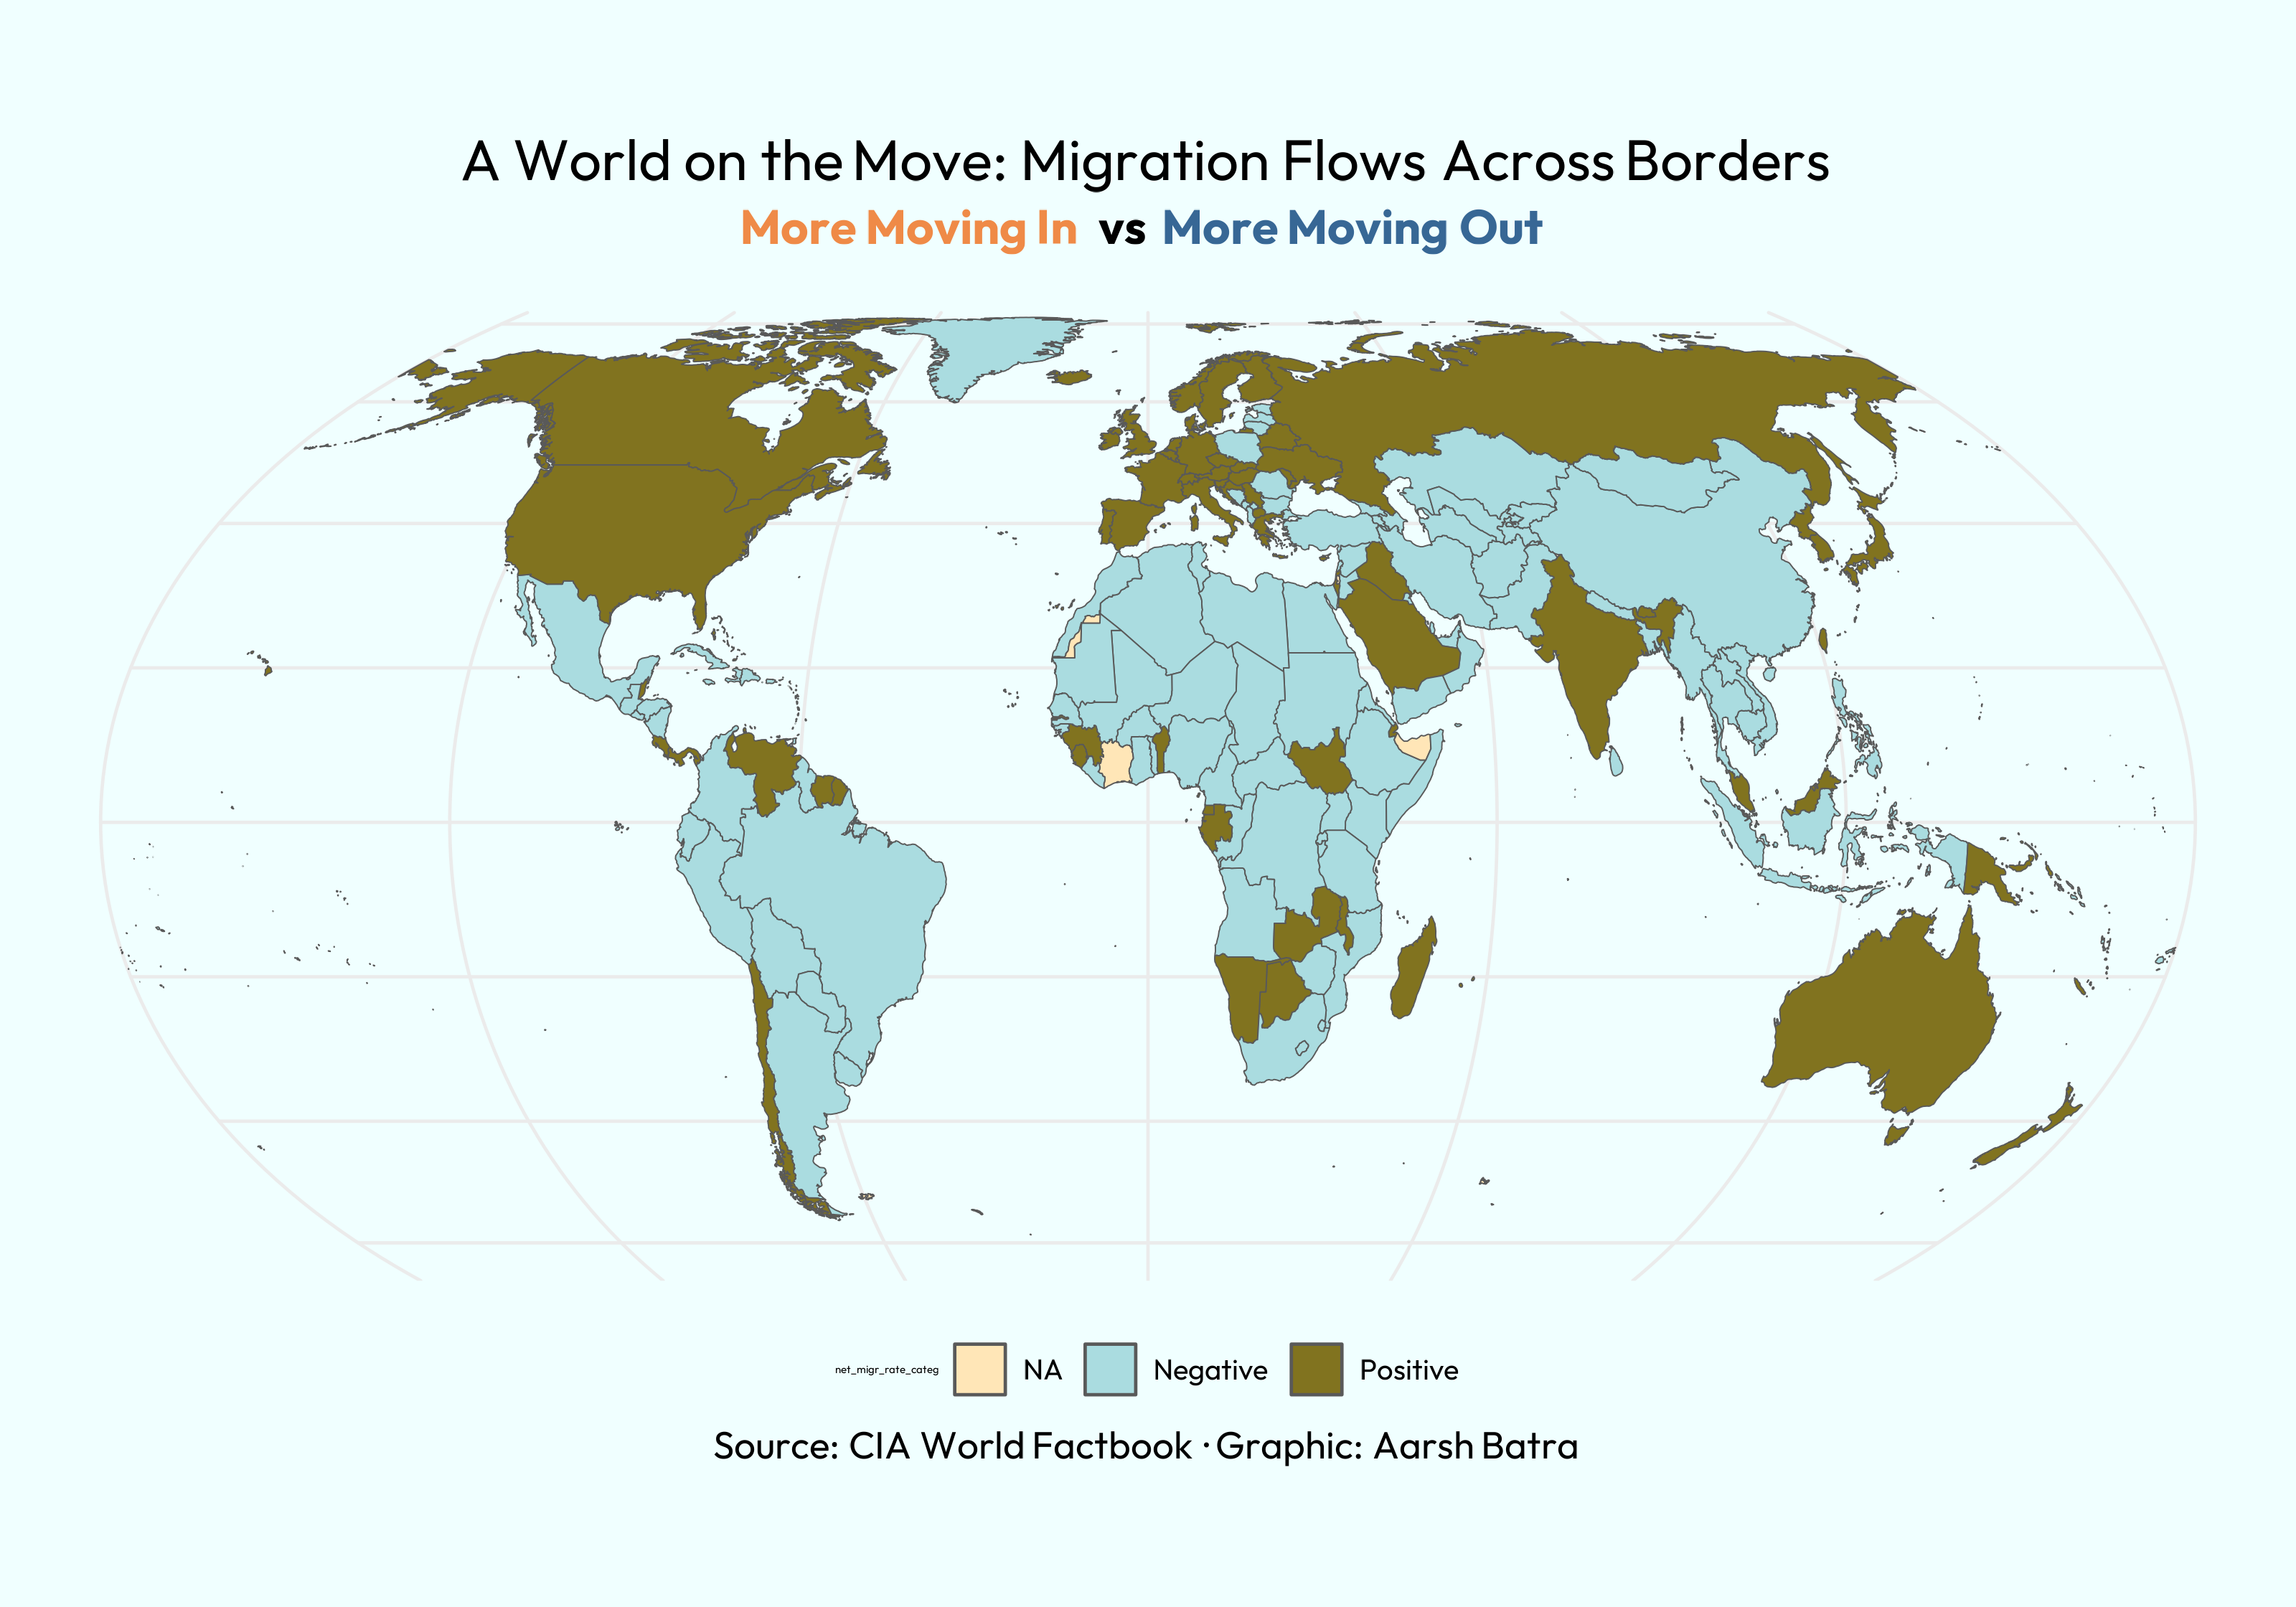 A World on the Move: Migration Flows Across Borders
More Moving In vs More Moving Out
net_migr_rate_categ NA Negative Positive
Source: CIA World Factbook · Graphic: Aarsh Batra